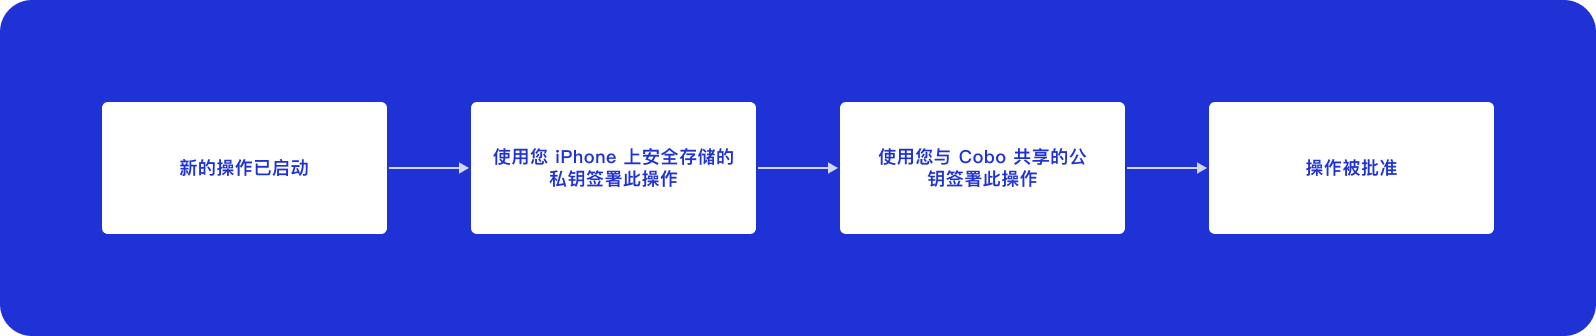 新的操作已启动
使用您 iPhone 上安全存储的
私钥签署此操作
使用您与 Cobo 共享的公
钥签署此操作
操作被批准